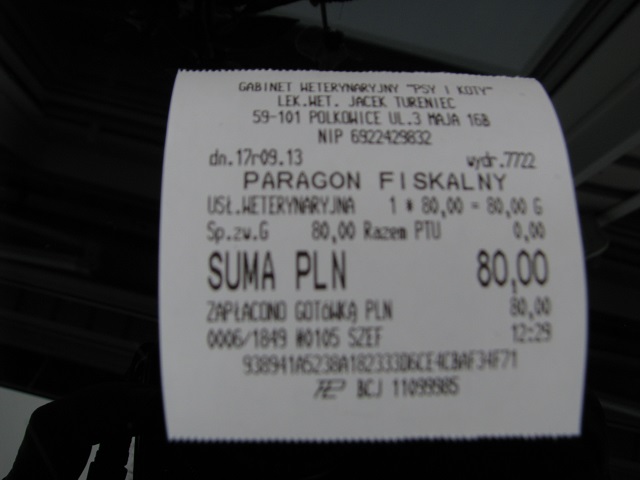 GABINET WETERYNARYJNY "PSY I KOTY"
LEK.WET. JACEK TURENIEC
59-101 POLKOWICE UL.3 MAJA 16B
NIP 6922429832
dn.17r09.13 wydr.7722
PARAGON FISKALNY
USŁ.WETERYNARYJNA 1 * 80,00 = 80,00 G
Sp.zw.G 80,00 Razem PTU 0,00
SUMA PLN 80,00
ZAPŁACONO GOTÓWKĄ PLN 80,00
0006/1849 #0105 SZEF 12:29
938941A5238A182333D6CE4CBAF34F71
BCJ 11099985